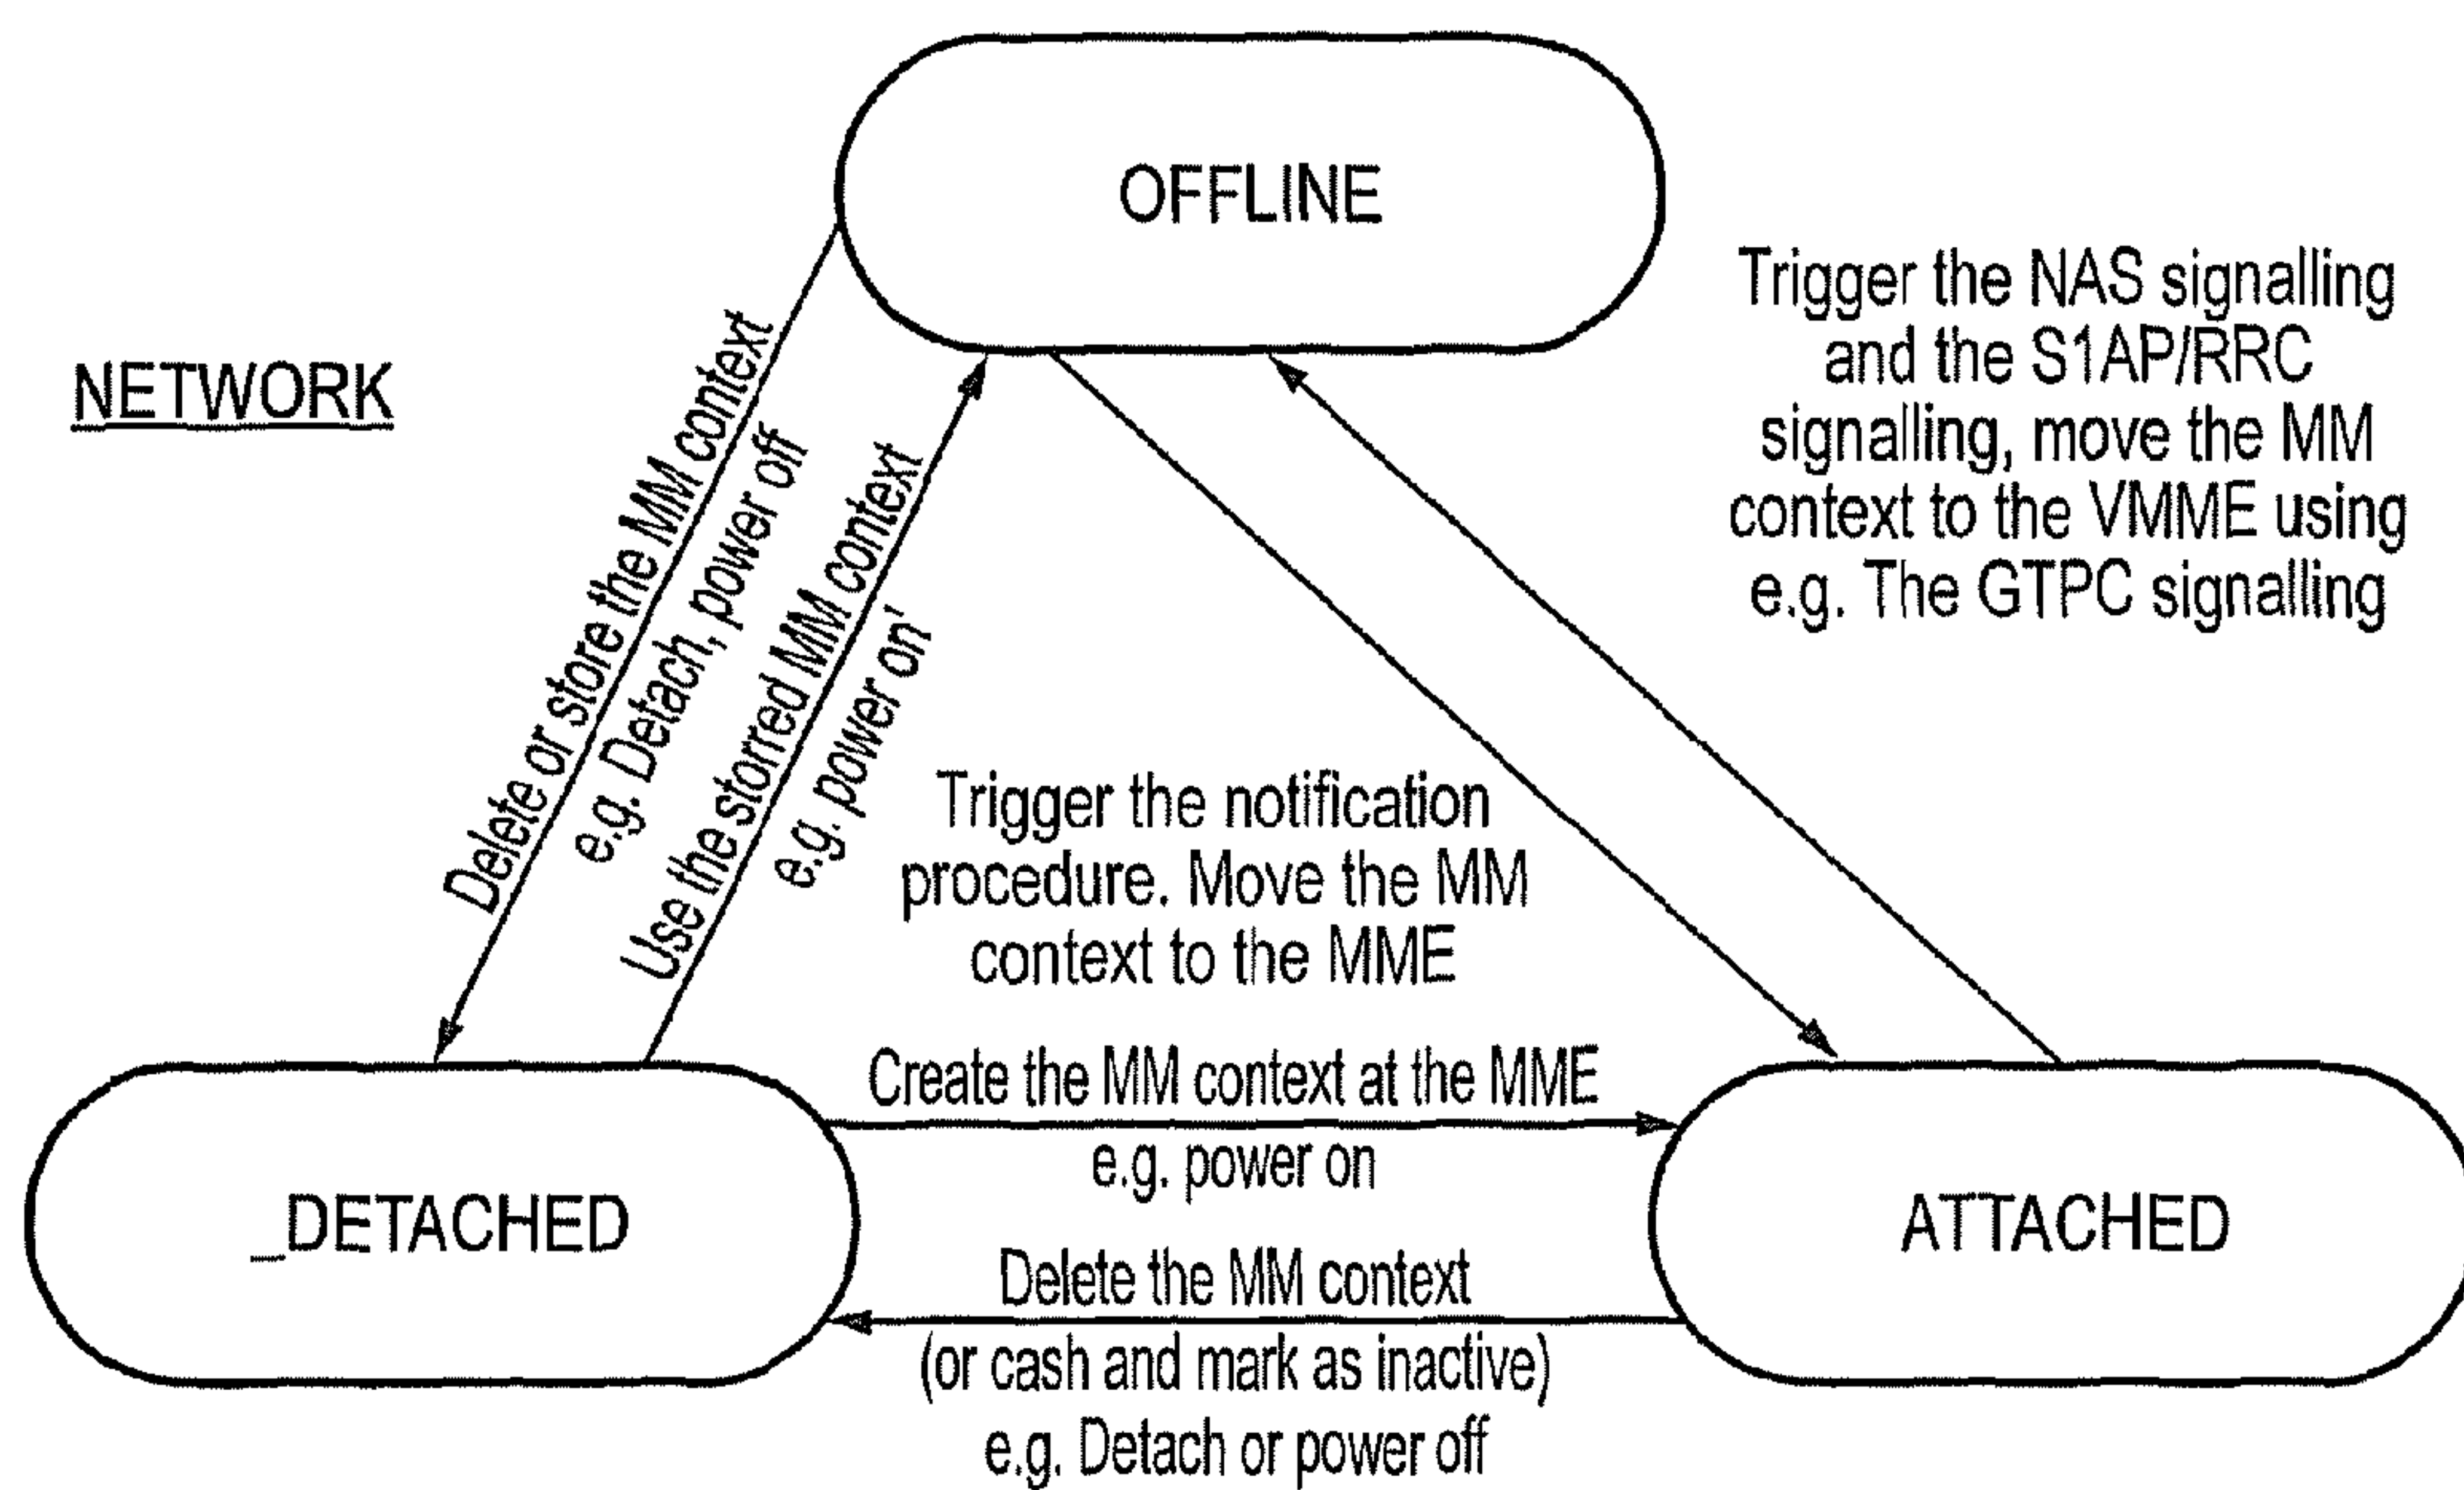 OFFLINE
NETWORK
Trigger the NAS signalling
and the S1AP/RRC
signalling, move the MM
context to the VMME using
e.g. The GTPC signalling
Delete or store the MM context
e.g. Detach, power off
Use the storred MM context
e.g. power on'
Trigger the notification
procedure. Move the MM
context to the MME
Create the MM context at the MME
e.g. power on
_DETACHED
ATTACHED
Delete the MM context
(or cash and mark as inactive)
e.g. Detach or power off